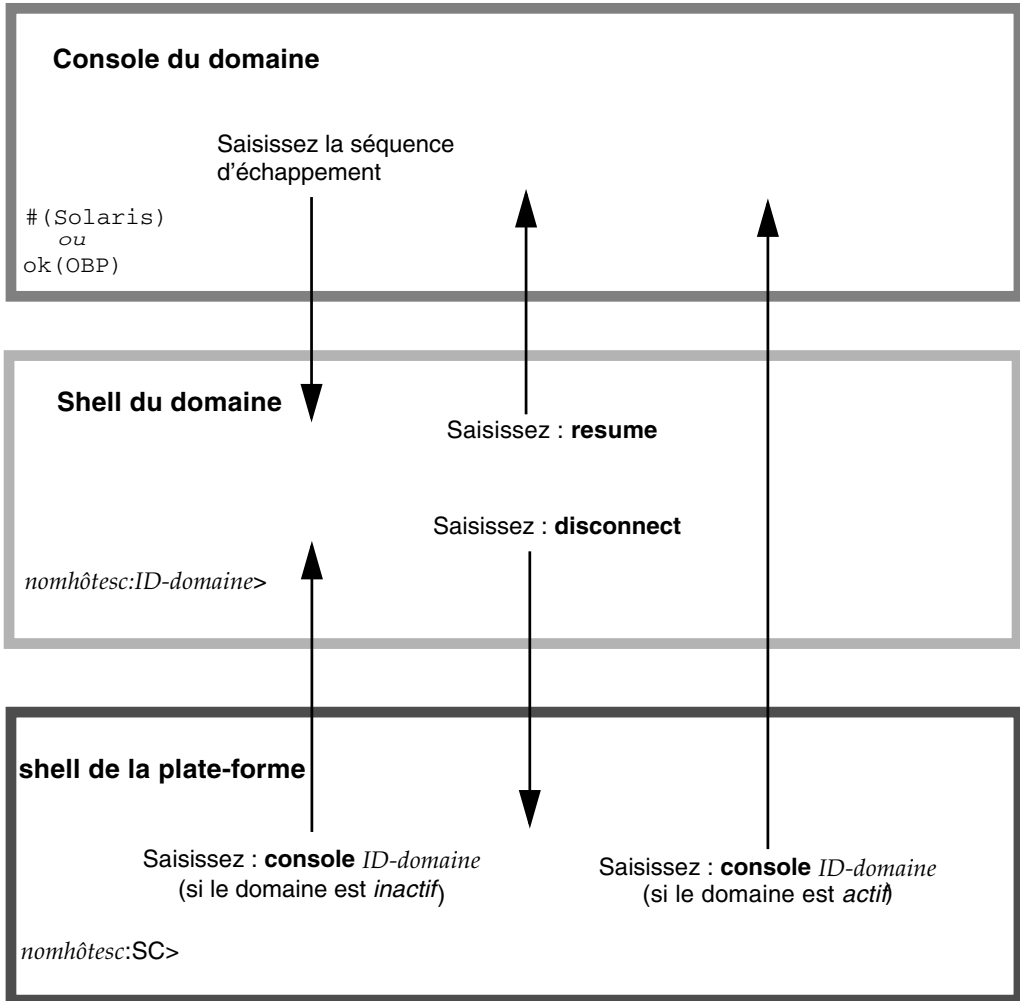 Console du domaine
Saisissez la séquence
d'échappement
#(Solaris)
ou
ok(OBP)
Shell du domaine
Saisissez : resume
Saisissez : disconnect
nomhôtesc:ID-domaine>
shell de la plate-forme
Saisissez : console ID-domaine
(si le domaine est inactif)
Saisissez : console ID-domaine
(si le domaine est actif)
nomhôtesc:SC>